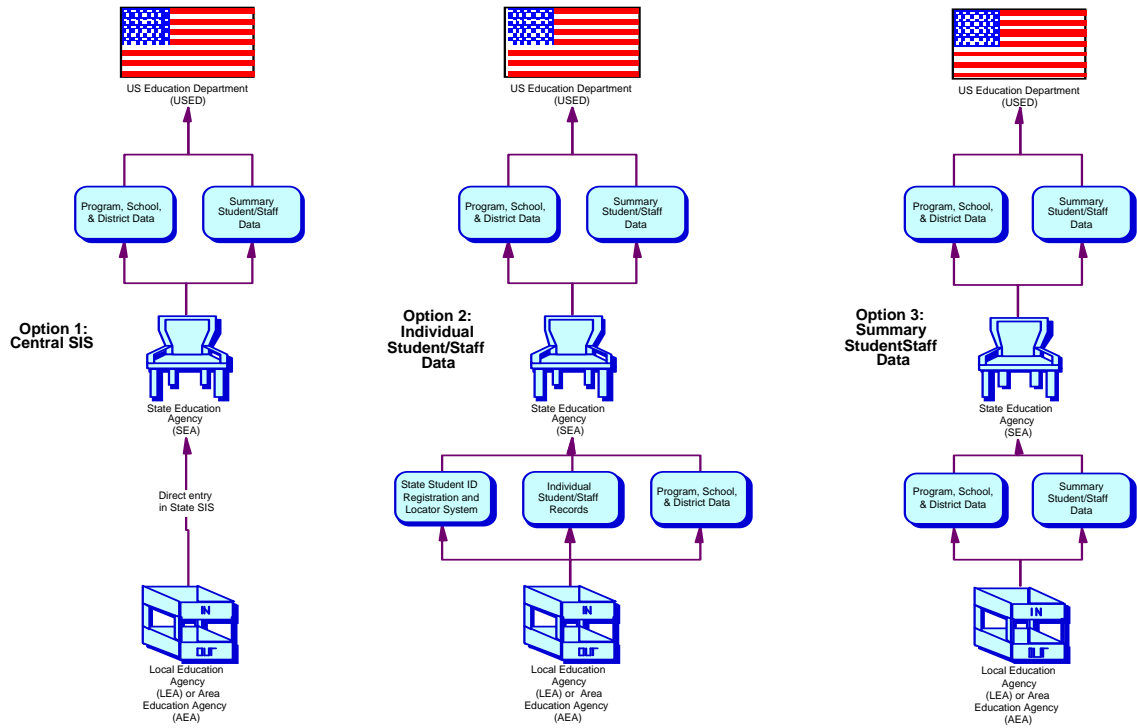 US Education Department
(USED)
Program, School,
& District Data
Summary
Student/Staff
Data
Option 1:
Central SIS
State Education
Agency
(SEA)
Direct entry
in State SIS
IN
OUT
Local Education
Agency
(LEA) or Area
Education Agency
(AEA)
US Education Department
(USED)
Program, School,
& District Data
Summary
Student/Staff
Data
Option 2:
Individual
Student/Staff
Data
State Education
Agency
(SEA)
State Student ID
Registration and
Locator System
Individual
Student/Staff
Records
Program, School,
& District Data
IN
OUT
Local Education
Agency
(LEA) or Area
Education Agency
(AEA)
US Education Department
(USED)
Program, School,
& District Data
Summary
Student/Staff
Data
Option 3:
Summary
StudentStaff
Data
State Education
Agency
(SEA)
Program, School,
& District Data
Summary
Student/Staff
Data
IN
OUT
Local Education
Agency
(LEA) or Area
Education Agency
(AEA)